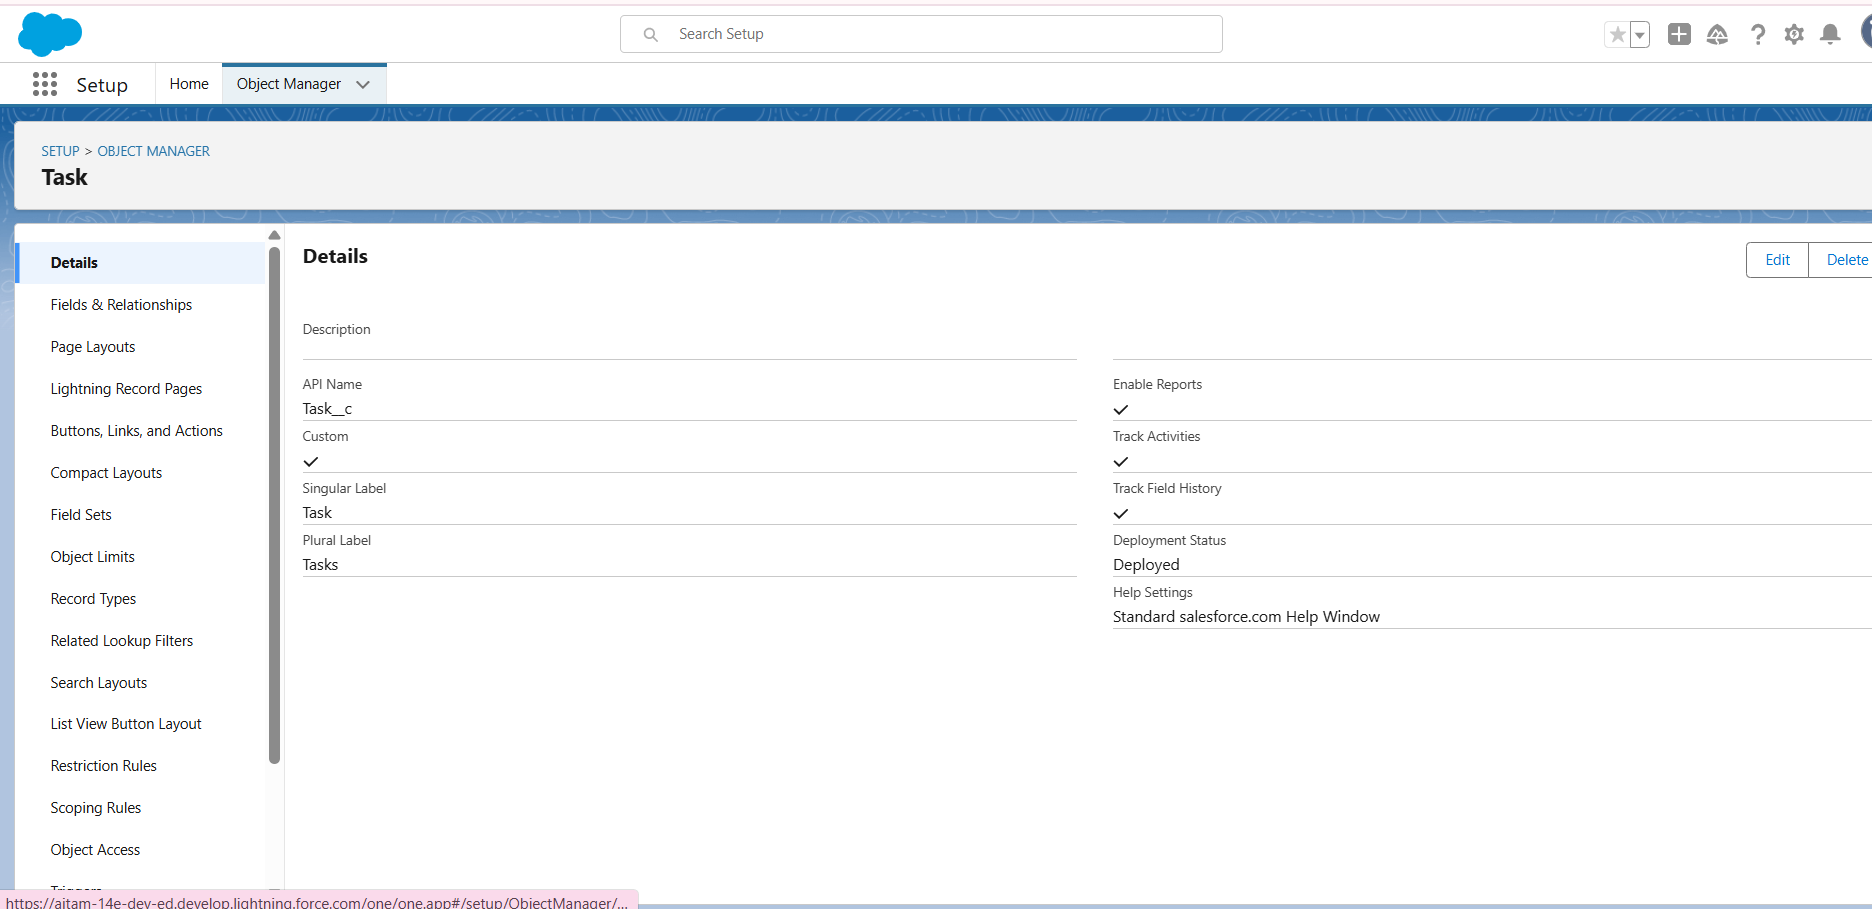 Search Setup
Setup
Home
Object Manager
SETUP > OBJECT MANAGER
Task
Details
Fields & Relationships
Page Layouts
Lightning Record Pages
Buttons, Links, and Actions
Compact Layouts
Field Sets
Object Limits
Record Types
Related Lookup Filters
Search Layouts
List View Button Layout
Restriction Rules
Scoping Rules
Object Access
Triggers
Details
Edit
Delete
Description
API Name
Task__c
Custom
Singular Label
Task
Plural Label
Tasks
Enable Reports
Track Activities
Track Field History
Deployment Status
Deployed
Help Settings
Standard salesforce.com Help Window
https://aitam-14e-dev-ed.develop.lightning.force.com/one/one.app#/setup/ObjectManager/...